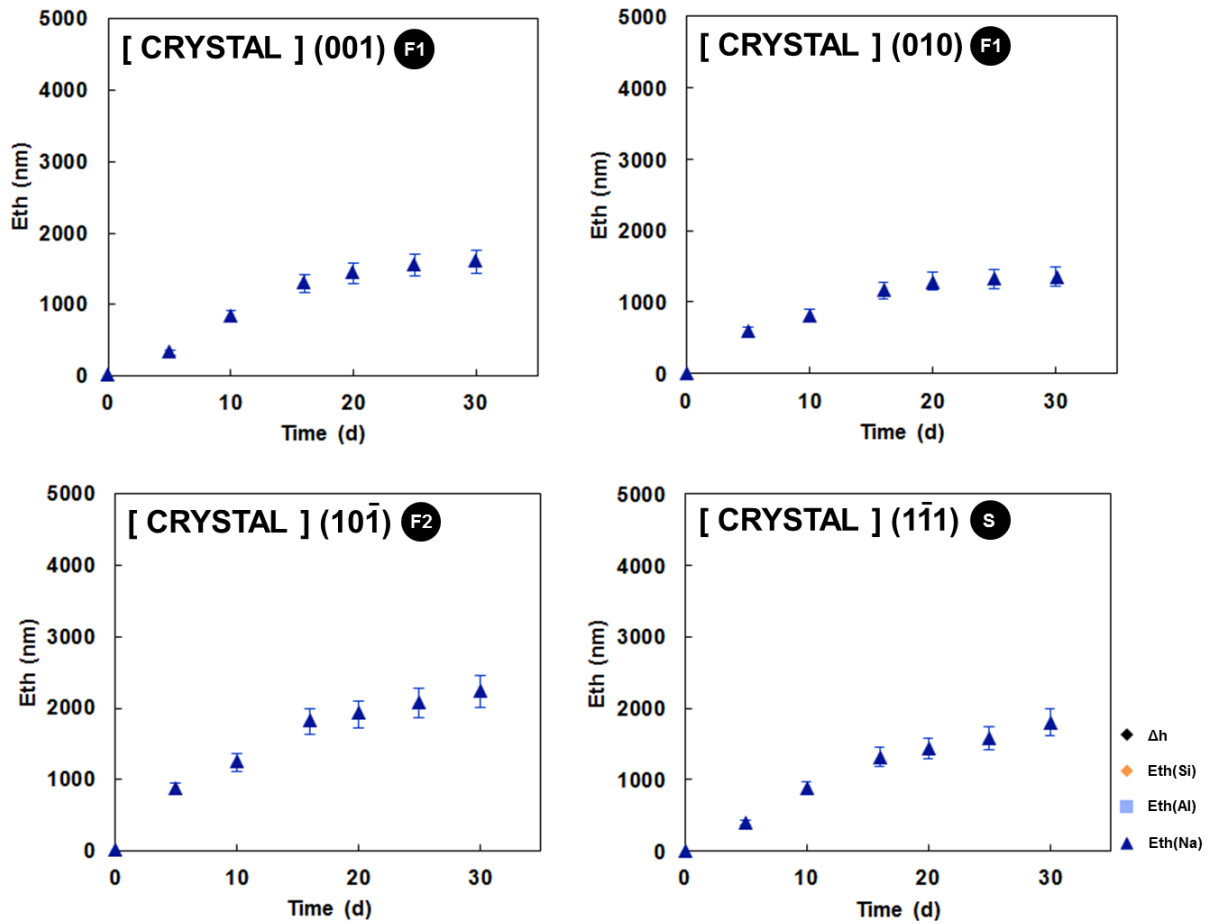 [ CRYSTAL ] (001) F1
5000
4000
3000
2000
1000
0
Eth (nm)
0 10 20 30
Time (d)
[ CRYSTAL ] (010) F1
5000
4000
3000
2000
1000
0
Eth (nm)
0 10 20 30
Time (d)
[ CRYSTAL ] (101̄) F2
5000
4000
3000
2000
1000
0
Eth (nm)
0 10 20 30
Time (d)
[ CRYSTAL ] (11̄1) S
5000
4000
3000
2000
1000
0
Eth (nm)
0 10 20 30
Time (d)
Δh
Eth(Si)
Eth(Al)
Eth(Na)